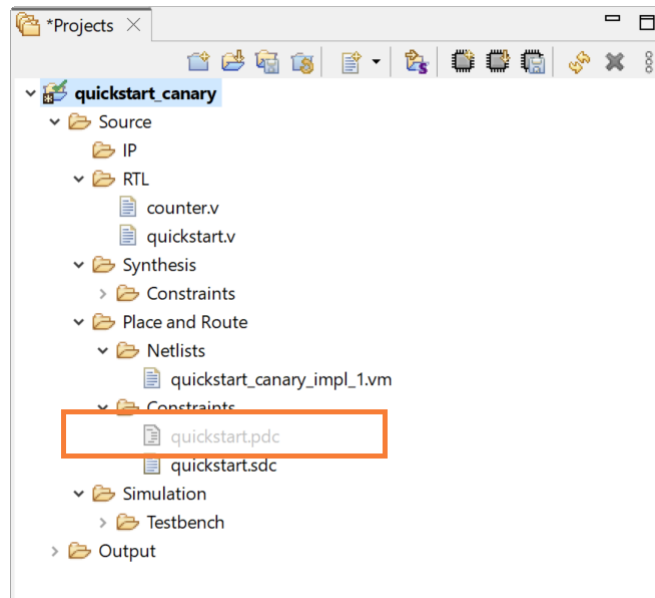 *Projects
quickstart_canary
Source
IP
RTL
counter.v
quickstart.v
Synthesis
Constraints
Place and Route
Netlists
quickstart_canary_impl_1.vm
Constraints
quickstart.pdc
quickstart.sdc
Simulation
Testbench
Output